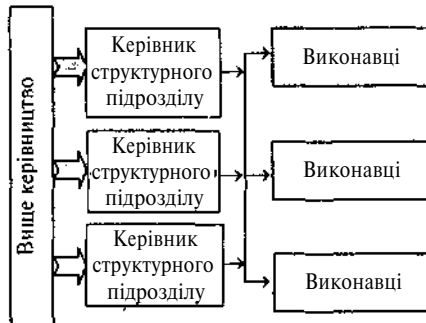 Вище керівництво
Керівник
структурного
підрозділу
Виконавці
Керівник
структурного
підрозділу
Виконавці
Керівник
структурного
підрозділу
Виконавці